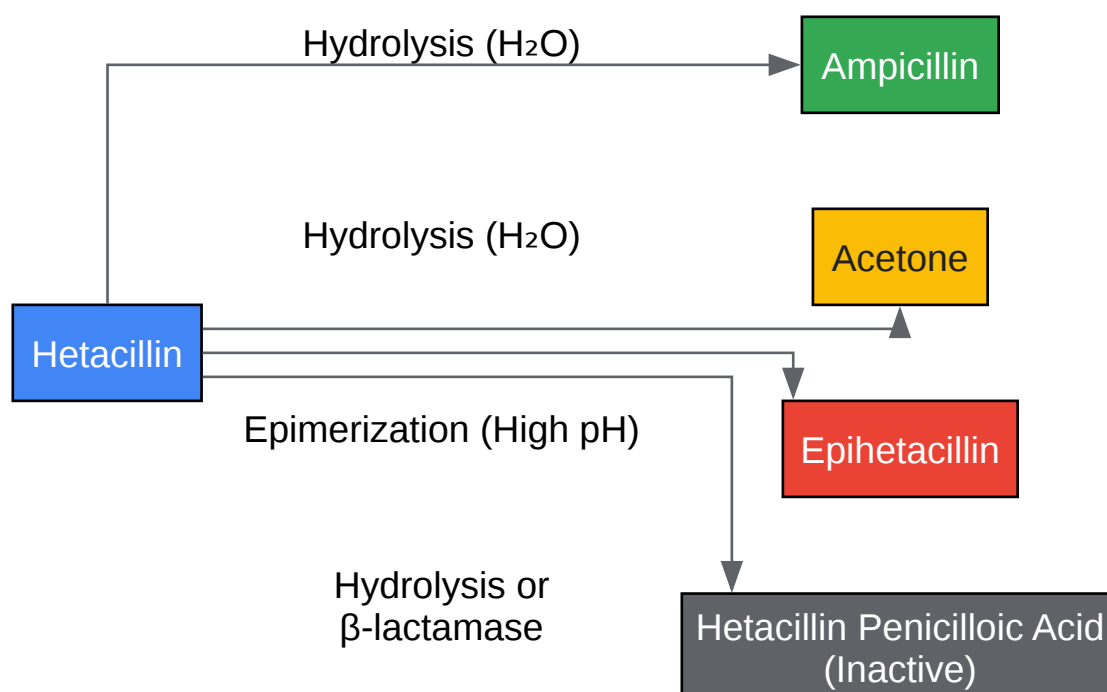 Hydrolysis (H₂O)
Ampicillin
Hydrolysis (H₂O)
Acetone
Hetacillin
Epimerization (High pH)
Epihetacillin
Hydrolysis or
β-lactamase
Hetacillin Penicilloic Acid
(Inactive)